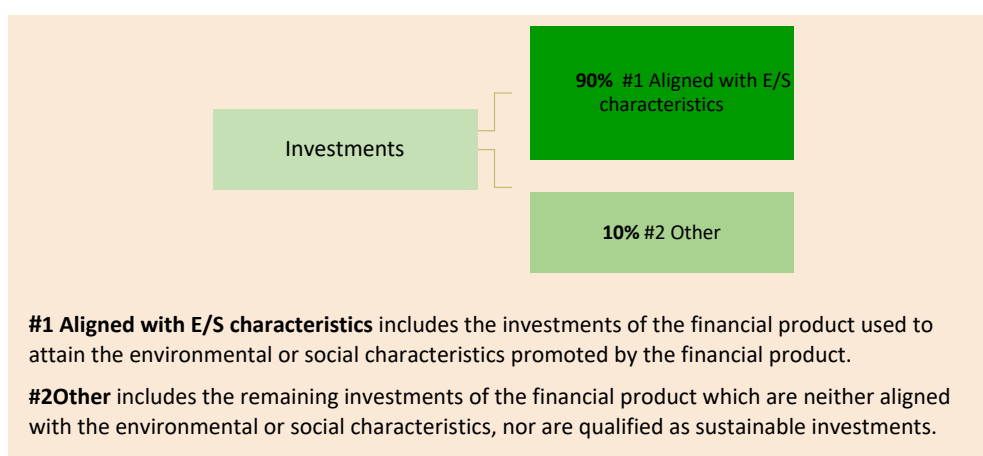 90% #1 Aligned with E/S
characteristics
Investments
10% #2 Other
#1 Aligned with E/S characteristics includes the investments of the financial product used to
attain the environmental or social characteristics promoted by the financial product.
#2Other includes the remaining investments of the financial product which are neither aligned
with the environmental or social characteristics, nor are qualified as sustainable investments.